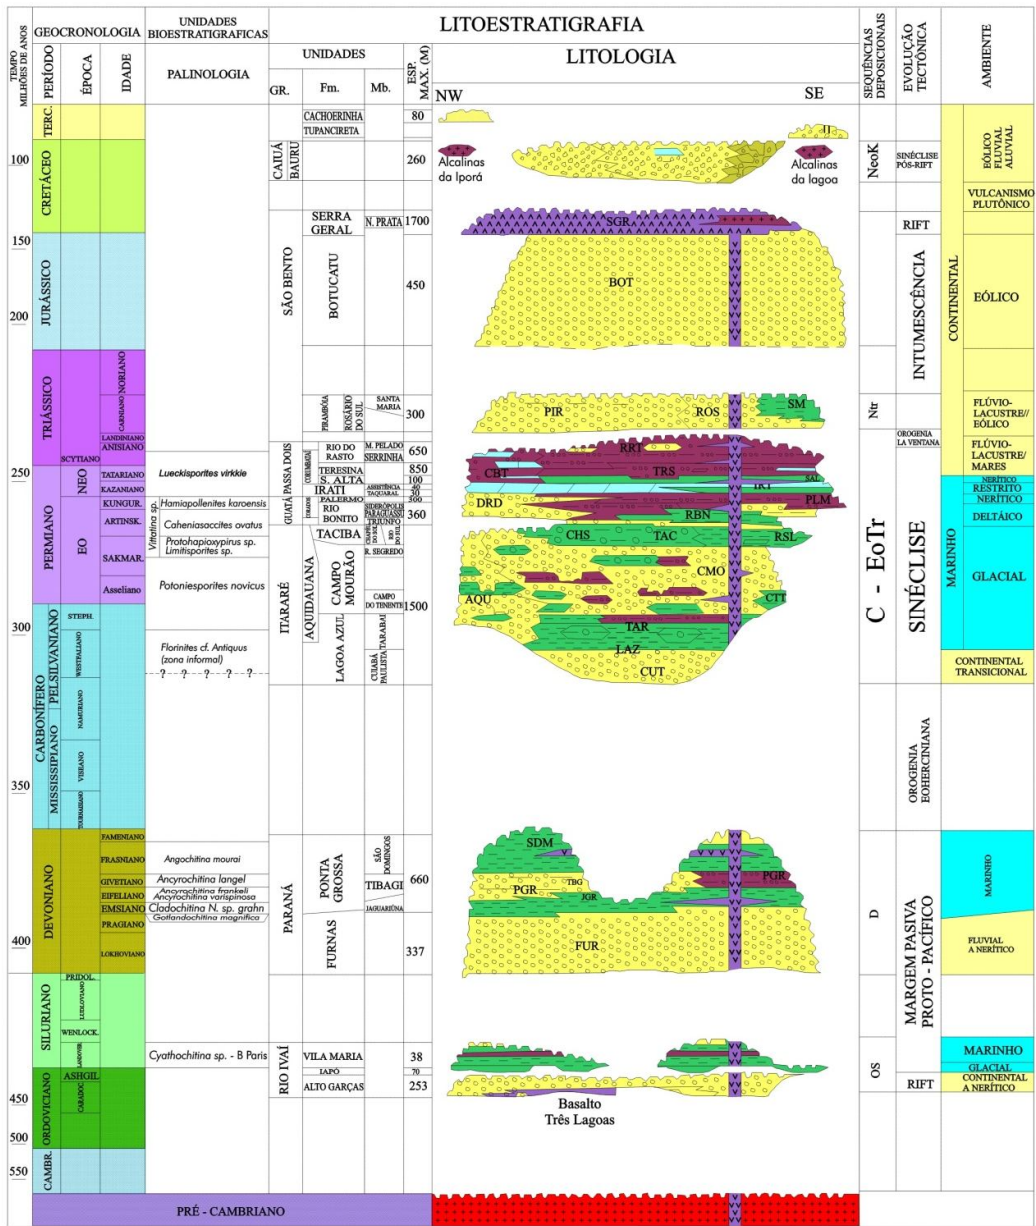 TEMPO
MILHÕES DE ANOS
GEOCRONOLOGIA
PERÍODO
ÉPOCA
IDADE
UNIDADES
BIOESTRATIGRAFICAS
PALINOLOGIA
LITOESTRATIGRAFIA
UNIDADES
GR.
Fm.
Mb.
ESP.
MAX. (M)
LITOLOGIA
NW
SE
SEQUÊNCIAS
DEPOSICIONAIS
EVOLUÇÃO
TECTÔNICA
AMBIENTE
100
150
200
250
300
350
400
450
500
550
TERC.
CRETÁCEO
JURÁSSICO
TRIÁSSICO
PERMIANO
CARBONÍFERO
DEVONIANO
SILURIANO
ORDOVICIANO
CAMBR.
PRÉ - CAMBRIANO
NEO
EO
PELSILVANIANO
MISSISSIPIANO
STEPH.
WESTFALIANO
NAMURIANO
VISEANO
TOURNAISIANO
PRIDOL.
LUDLOVIANO
WENLOCK.
LANDOVER.
ASHGIL
CARADOC.
NORIANO
CARNIANO
LANDINIANO
ANISIANO
SCYTIANO
TATARIANO
KAZANIANO
KUNGUR.
ARTINSK.
SAKMAR.
Asseliano
FAMENIANO
FRASNIANO
GIVETIANO
EIFELIANO
EMSIANO
PRAGIANO
LOKHOVIANO
Lueckisporites virkkie
Vittatina sp.
Hamiapollenites karoensis
Caheniasaccites ovatus
Protohapioxypirus sp.
Limitisporites sp.
Potoniesporites novicus
Florinites cf. Antiquus
(zona informal)
? ? ? ? ?
Angochitina mourai
Ancyrochitina langel
Ancyrochitina frankeli
Ancyrochitina varispinosa
Cladochitina N. sp. grahn
Gotlandochitina magnifica
Cyathochitina sp. - B Paris
CAIUÁ
BAURU
SÃO BENTO
PASSA DOIS
GUATÁ
ITARARÉ
PARANÁ
RIO IVAÍ
CACHOERINHA
TUPANCIRETA
SERRA
GERAL
BOTUCATU
PIRAMBÓIA
ROSÁRIO
DO SUL
RIO DO
RASTO
TERESINA
S. ALTA
IRATI
PALERMO
RIO
BONITO
TACIBA
AQUIDAUANA
CAMPO
MOURÃO
LAGOA AZUL
PONTA
GROSSA
FURNAS
VILA MARIA
IAPÓ
ALTO GARÇAS
N. PRATA
SANTA
MARIA
M. PELADO
SERRINHA
ASSISTÊNCIA
TAQUARAL
SIDERÓPOLIS
PARAGUASSÚ
TRIUNFO
R. SEGREDO
CAMPO
DO TENENTE
TARABAI
CUIABÁ
PAULISTA
SÃO
DOMINGOS
TIBAGI
JAGUARIÚNA
80
260
1700
450
300
650
850
100
40
30
300
360
1500
660
337
38
70
253
TJ
Alcalinas
da Iporá
Alcalinas
da lagoa
SGR
BOT
PIR
ROS
SM
RRT
CBT
TRS
SAL
IRT
DRD
PLM
RBN
CHS
TAC
RSL
CMO
AQU
CTT
TAR
LAZ
CUT
SDM
PGR
TBG
JGR
PGR
FUR
Basalto
Três Lagoas
NeoK
Ntr
C - EoTr
D
OS
SINÉCLISE
PÓS-RIFT
RIFT
INTUMESCÊNCIA
OROGENIA
LA VENTANA
SINÉCLISE
OROGENIA
EOHERCINIANA
MARGEM PASIVA
PROTO - PACÍFICO
RIFT
CONTINENTAL
EÓLICO
FLUVIAL
ALUVIAL
VULCANISMO
PLUTÔNICO
EÓLICO
FLÚVIO-
LACUSTRE//
EÓLICO
FLÚVIO-
LACUSTRE/
MARES
MARINHO
NERÍTICO
RESTRITO
NERÍTICO
DELTÁICO
GLACIAL
CONTINENTAL
TRANSICIONAL
MARINHO
FLUVIAL
A NERÍTICO
MARINHO
GLACIAL
CONTINENTAL
A NERÍTICO